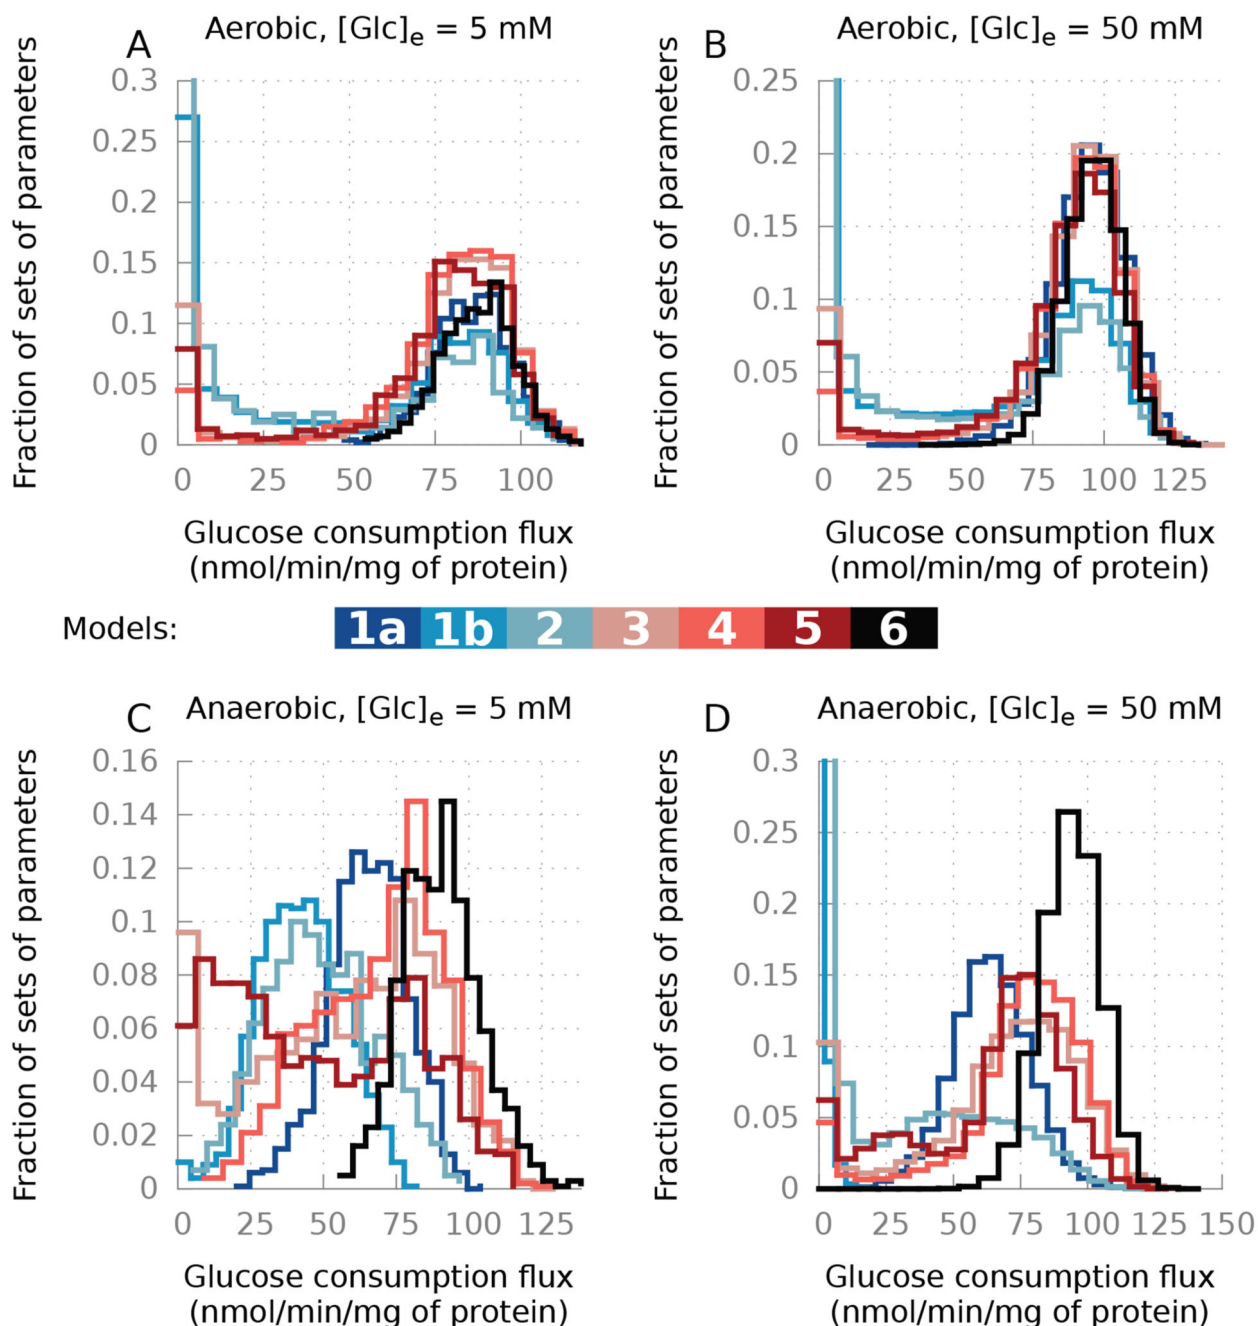 A Aerobic, [Glc]e = 5 mM
Fraction of sets of parameters
0.3
0.25
0.2
0.15
0.1
0.05
0
0 25 50 75 100
Glucose consumption flux
(nmol/min/mg of protein)
B Aerobic, [Glc]e = 50 mM
Fraction of sets of parameters
0.25
0.2
0.15
0.1
0.05
0
0 25 50 75 100 125
Glucose consumption flux
(nmol/min/mg of protein)
Models: 1a 1b 2 3 4 5 6
C Anaerobic, [Glc]e = 5 mM
Fraction of sets of parameters
0.16
0.14
0.12
0.1
0.08
0.06
0.04
0.02
0
0 25 50 75 100 125
Glucose consumption flux
(nmol/min/mg of protein)
D Anaerobic, [Glc]e = 50 mM
Fraction of sets of parameters
0.3
0.25
0.2
0.15
0.1
0.05
0
0 25 50 75 100 125 150
Glucose consumption flux
(nmol/min/mg of protein)